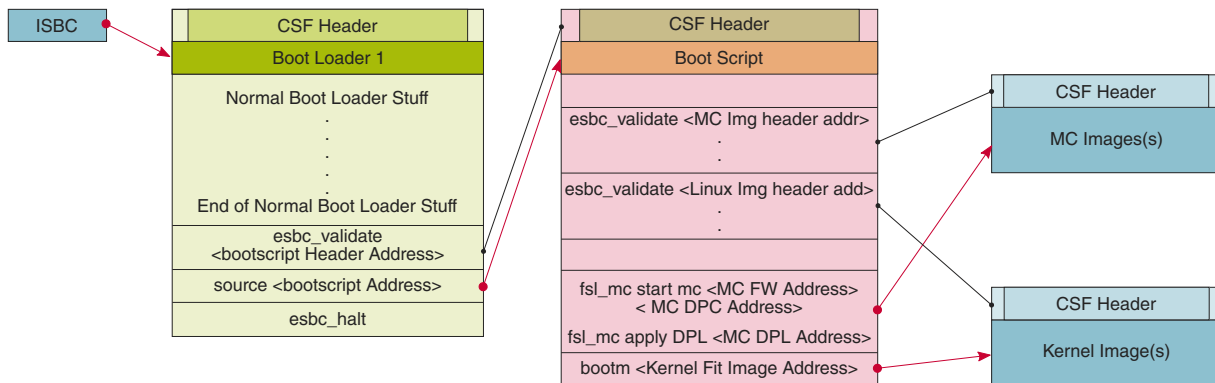 ISBC
CSF Header
Boot Loader 1
Normal Boot Loader Stuff
.
.
.
.
.
End of Normal Boot Loader Stuff
esbc_validate
<bootscript Header Address>
source <bootscript Address>
esbc_halt
CSF Header
Boot Script
esbc_validate <MC Img header addr>
.
.
esbc_validate <Linux Img header add>
.
.
fsl_mc start mc <MC FW Address>
< MC DPC Address>
fsl_mc apply DPL <MC DPL Address>
bootm <Kernel Fit Image Address>
CSF Header
MC Images(s)
CSF Header
Kernel Image(s)